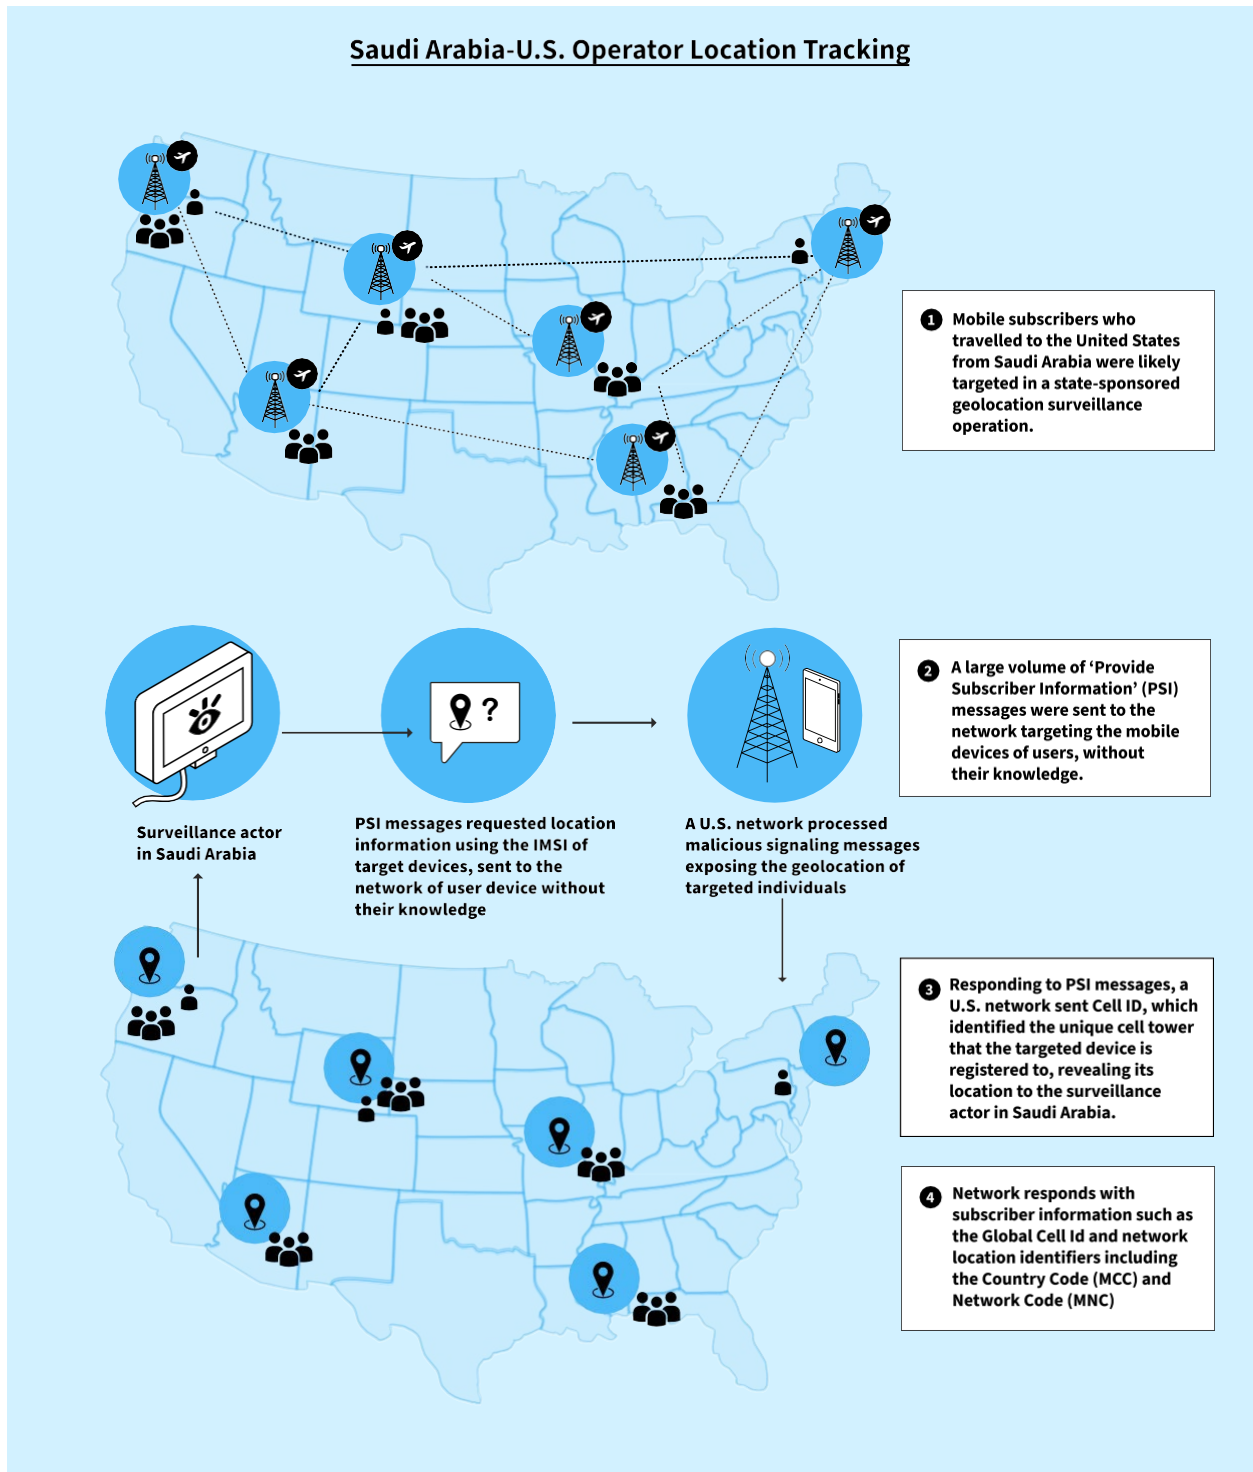 Saudi Arabia-U.S. Operator Location Tracking
1
Mobile subscribers who
travelled to the United States
from Saudi Arabia were likely
targeted in a state-sponsored
geolocation surveillance
operation.
?
2
A large volume of ‘Provide
Subscriber Information’ (PSI)
messages were sent to the
network targeting the mobile
devices of users, without
their knowledge.
Surveillance actor
in Saudi Arabia
PSI messages requested location
information using the IMSI of
target devices, sent to the
network of user device without
their knowledge
A U.S. network processed
malicious signaling messages
exposing the geolocation of
targeted individuals
3
Responding to PSI messages, a
U.S. network sent Cell ID, which
identified the unique cell tower
that the targeted device is
registered to, revealing its
location to the surveillance
actor in Saudi Arabia.
4
Network responds with
subscriber information such as
the Global Cell Id and network
location identifiers including
the Country Code (MCC) and
Network Code (MNC)